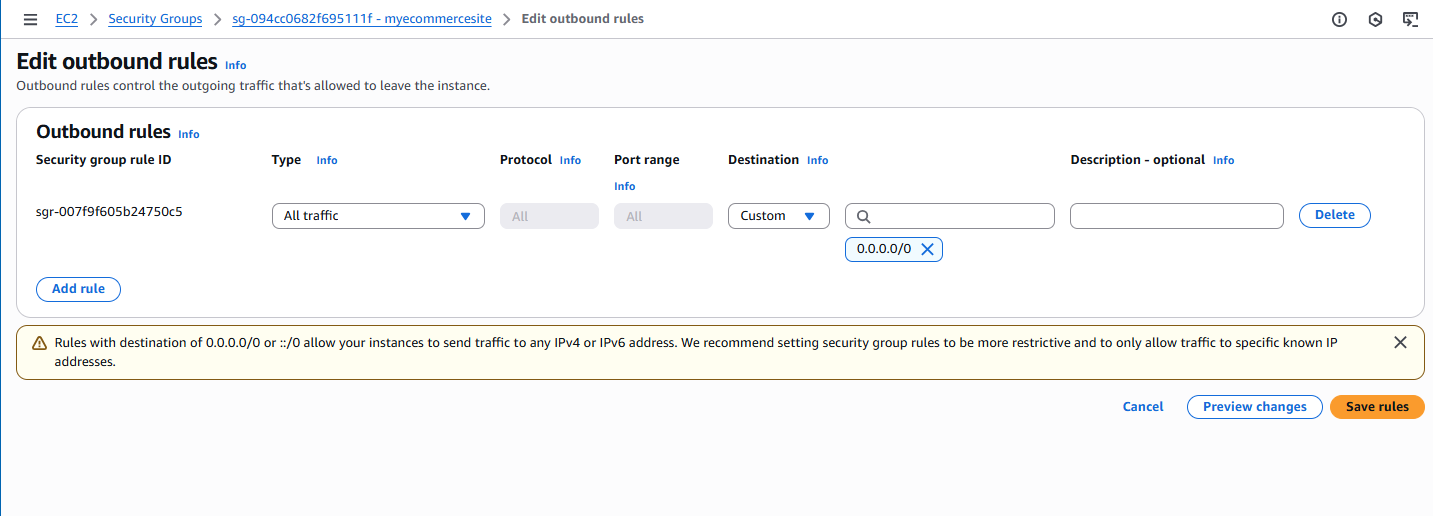 EC2 > Security Groups > sg-094cc0682f695111f - myecommercesite > Edit outbound rules
Edit outbound rules Info
Outbound rules control the outgoing traffic that's allowed to leave the instance.
Outbound rules Info
Security group rule ID Type Info Protocol Info Port range Destination Info Description - optional Info
Info
sgr-007f9f605b24750c5 All traffic All All Custom Delete
0.0.0.0/0
Add rule
Rules with destination of 0.0.0.0/0 or ::/0 allow your instances to send traffic to any IPv4 or IPv6 address. We recommend setting security group rules to be more restrictive and to only allow traffic to specific known IP
addresses.
Cancel Preview changes Save rules